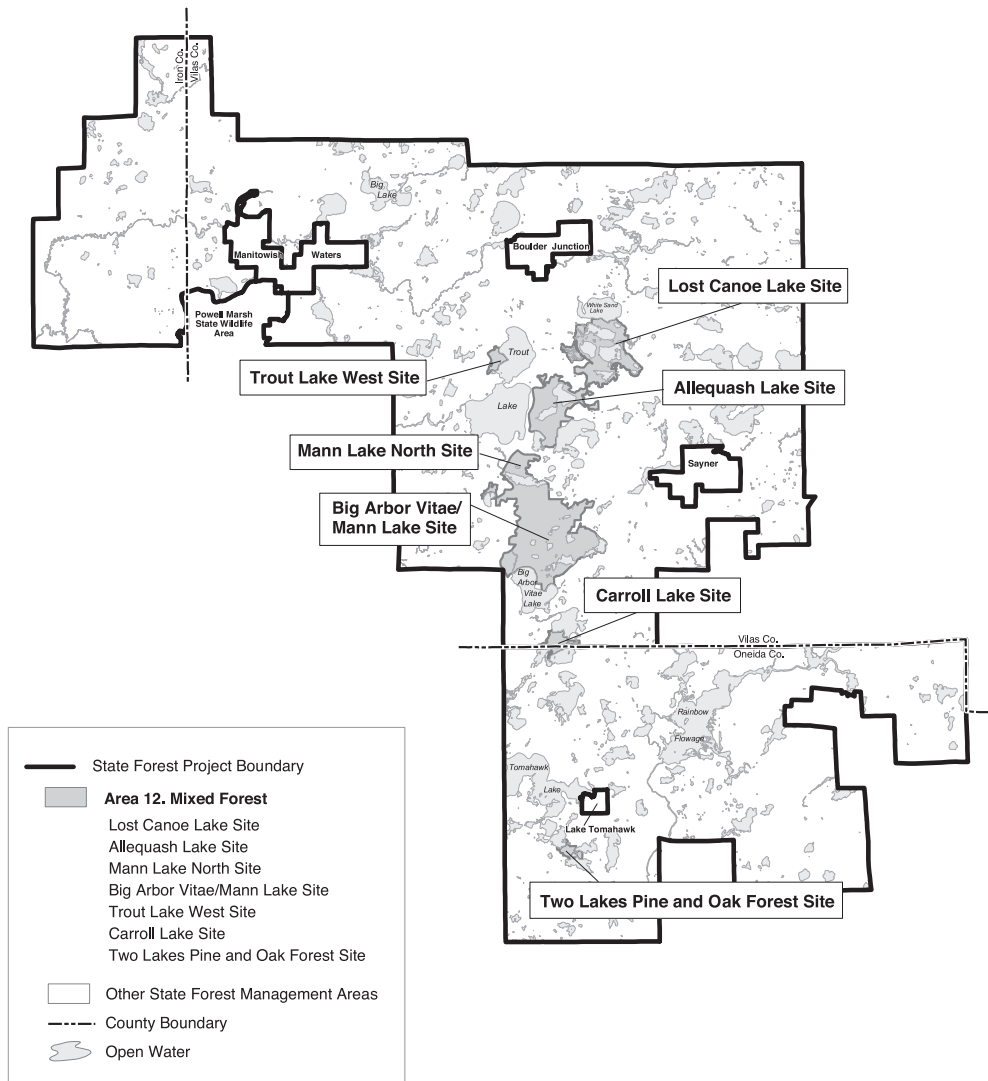 Iron Co.
Vilas Co.
Big
Lake
Manitowish Waters
Boulder Junction
Powell Marsh
State Wildlife
Area
Lost Canoe Lake Site
White Sand
Lake
Trout
Trout Lake West Site
Allequash Lake Site
Lake
Mann Lake North Site
Sayner
Big Arbor Vitae/
Mann Lake Site
Big
Arbor
Vitae
Lake
Carroll Lake Site
Vilas Co.
Oneida Co.
Rainbow
Flowage
Tomahawk
Lake
Lake Tomahawk
Two Lakes Pine and Oak Forest Site
State Forest Project Boundary
Area 12. Mixed Forest
Lost Canoe Lake Site
Allequash Lake Site
Mann Lake North Site
Big Arbor Vitae/Mann Lake Site
Trout Lake West Site
Carroll Lake Site
Two Lakes Pine and Oak Forest Site
Other State Forest Management Areas
County Boundary
Open Water